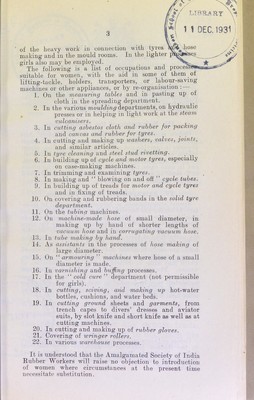 3
LIBRARY
11 DEC. 1931
of the heavy work in connection with tyres and hose
making and in the mould rooms. In the lighter processes
girls also may be employed.
The following is a list of occupations and processes
suitable for women, with the aid in some of them of
lifting-tackle, holders, transporters, or labour-saving
machines or other appliances, or by re-organisation :—
1. On the measuring tables and in putting up of
cloth in the spreading department.
2. In the various moulding departments, on hydraulic
presses or in helping in light work at the steam
vulcanisers.
3. In cutting asbestos cloth and rubber for packing
and canvas and rubber for tyres.
4. In cutting and making up washers, valves, joints,
and similar articles.
5. In tyre cleaning and steel stud rivetting.
6. In building up of cycle and motor tyres, especially
on case-making machines.
7. In trimming and examining tyres.
8. In making and " blowing on and off " cycle tubes.
9. In building up of treads for motor and cycle tyres
and in fixing of treads.
10. On covering and rubbering bands in the solid tyre
department.
11. On the tubing machines.
12. On machine-made hose of small diameter, in
making up by hand of shorter lengths of
vacuum hose and in corrugating vacuum hose.
13. In tube making by hand.
14. As assistants in the processes of hose making of
large diameter.
15. On " armouring " machines where hose of a small
diameter is made.
16. In varnishing and buffing processes.
17. In the " cold cure " department (not permissible
for girls).
18. In cutting, seising, and making up hot-water
bottles, cushions, and water beds.
19. In cutting ground sheets and garments, from
trench capes to divers' dresses and aviator
suits, by slot knife and short knife as well as at
cutting machines.
20. In cutting and making up of rubber gloves.
21. Covering of wringer rollers.
22. In various warehouse processes.
It is understood that the Amalgamated Society of India
Rubber Workers will raise no objection to introduction
of women where circumstances at the present time
necessitate substitution.